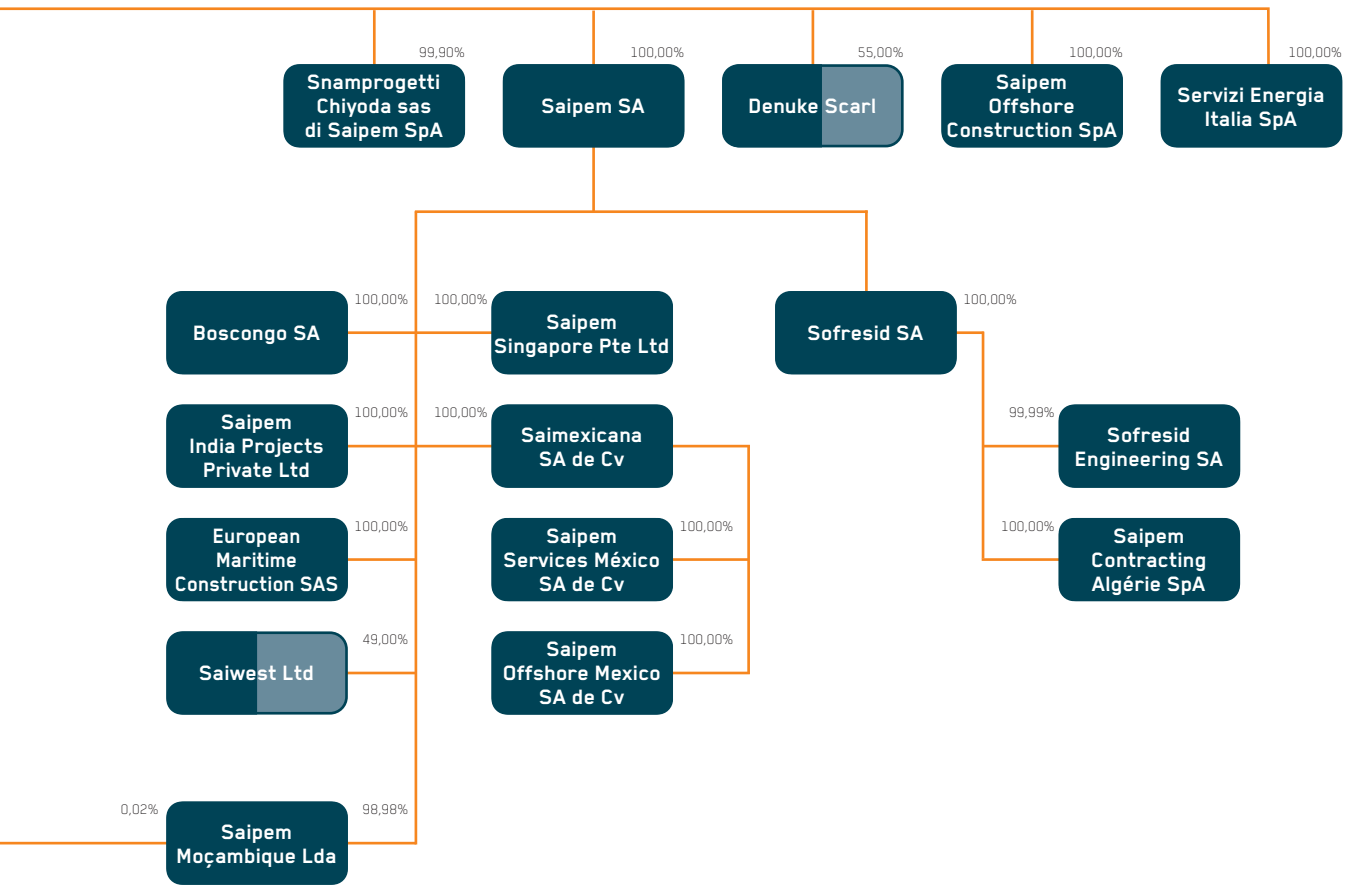 99,90%
100,00%
55,00%
100,00%
100,00%
Snamprogetti
Chiyoda sas
di Saipem SpA
Saipem SA
Denuke Scarl
Saipem
Offshore
Construction SpA
Servizi Energia
Italia SpA
100,00%
100,00%
100,00%
Boscongo SA
Saipem
Singapore Pte Ltd
Sofresid SA
100,00%
100,00%
99,99%
Saipem
India Projects
Private Ltd
Saimexicana
SA de Cv
Sofresid
Engineering SA
100,00%
100,00%
100,00%
European
Maritime
Construction SAS
Saipem
Services México
SA de Cv
Saipem
Contracting
Algérie SpA
49,00%
100,00%
Saiwest Ltd
Saipem
Offshore Mexico
SA de Cv
0,02%
98,98%
Saipem
Moçambique Lda